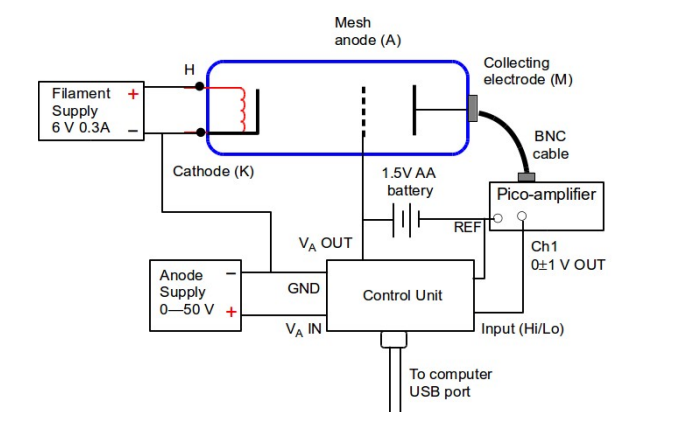 Mesh
anode (A)
H
Collecting
electrode (M)
Filament +
Supply
6 V 0.3A −
BNC
cable
Cathode (K)
1.5V AA
battery
Pico-amplifier
REF
V_A OUT
Ch1
0±1 V OUT
Anode −
Supply
0—50 V +
GND
Control Unit
V_A IN
Input (Hi/Lo)
To computer
USB port